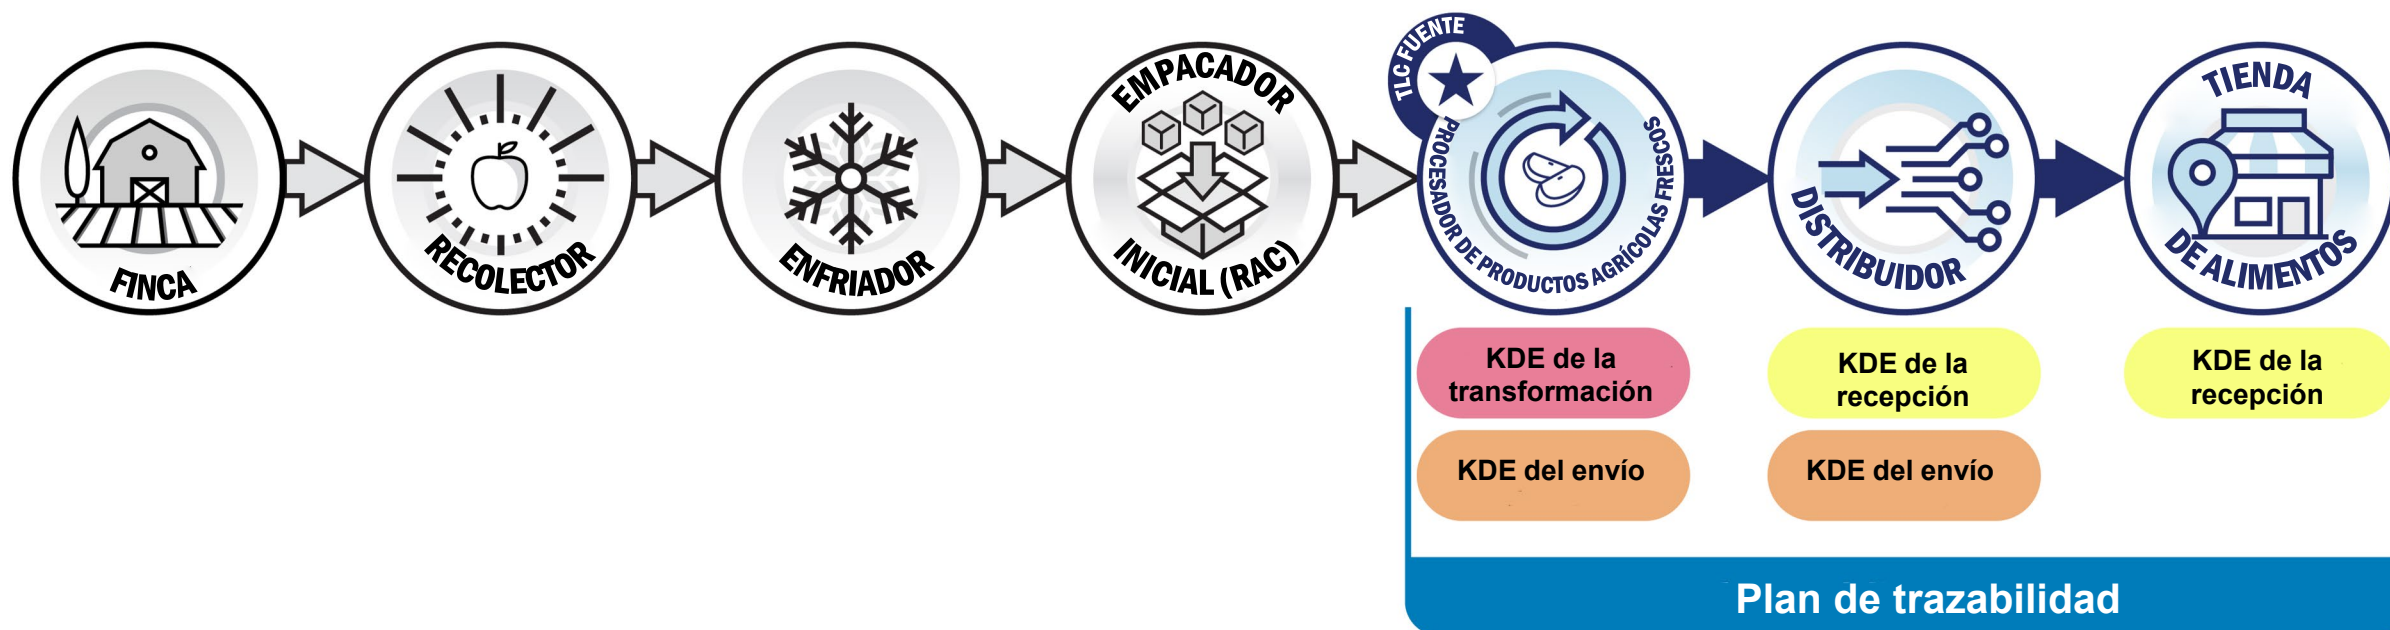 FINCA
RECOLECTOR
ENFRIADOR
EMPACADOR
INICIAL (RAC)
TLC FUENTE
PROCESADOR DE PRODUCTOS AGRÍCOLAS FRESCOS
DISTRIBUIDOR
TIENDA
DE ALIMENTOS
KDE de la
transformación
KDE de la
recepción
KDE de la
recepción
KDE del envío
KDE del envío
Plan de trazabilidad